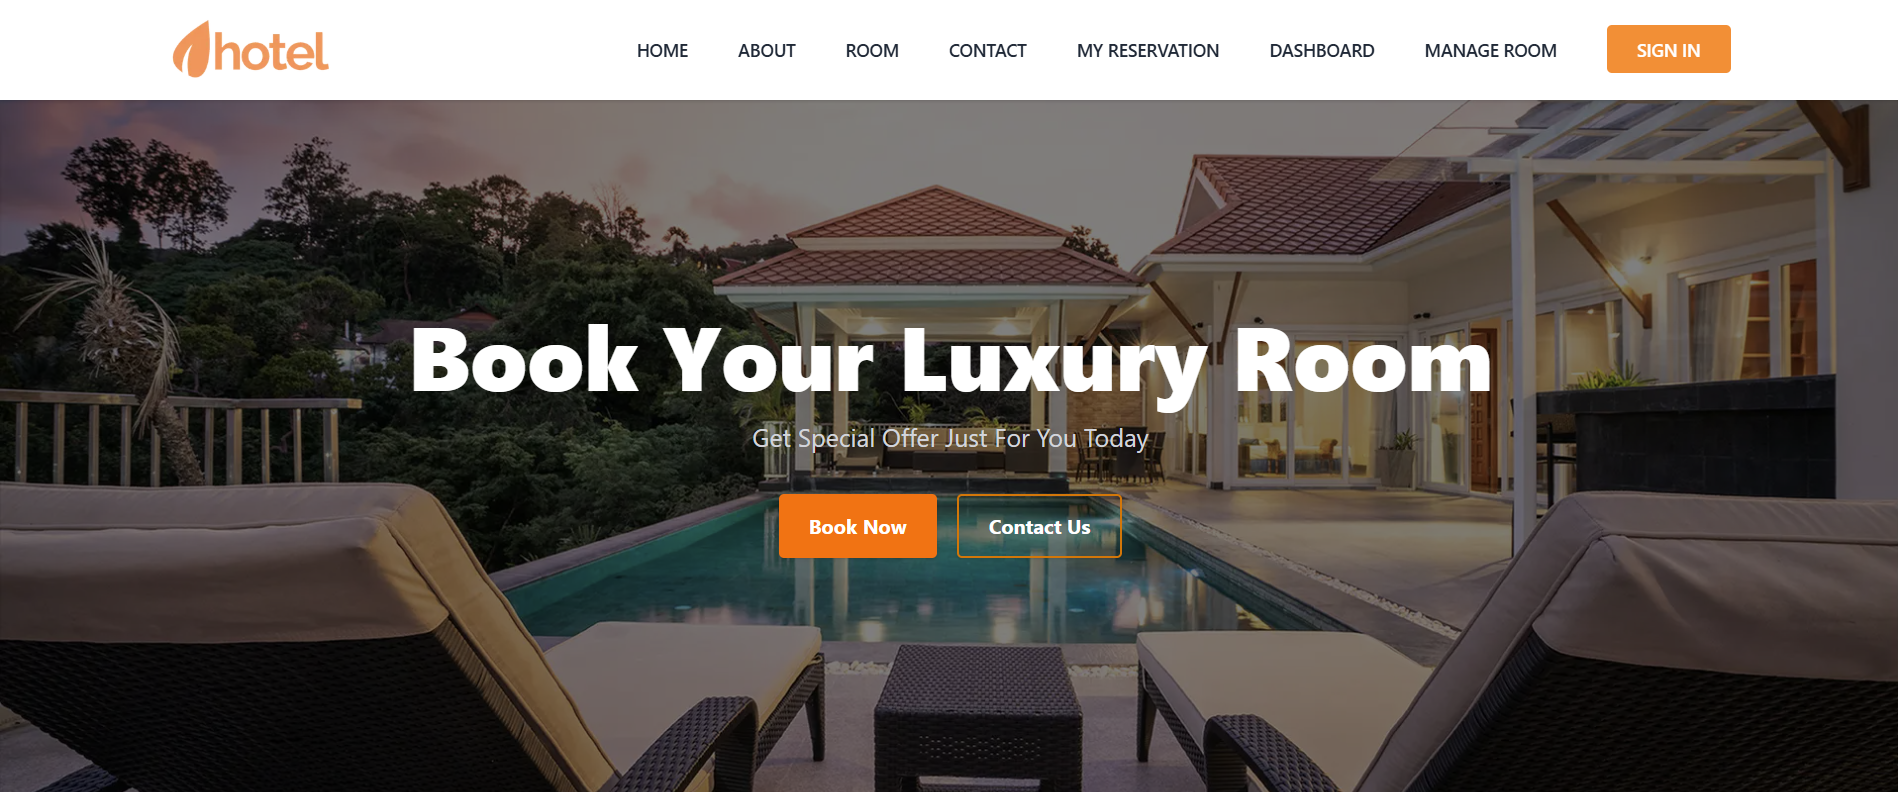 hotel
HOME ABOUT ROOM CONTACT MY RESERVATION DASHBOARD MANAGE ROOM SIGN IN
Book Your Luxury Room
Get Special Offer Just For You Today
Book Now Contact Us